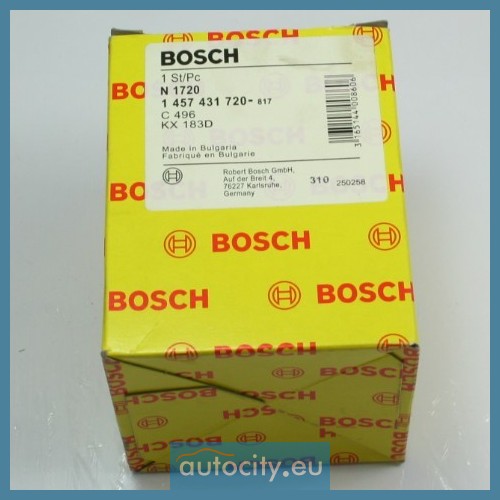 BOSCH
1 St/Pc
N 1720
1 457 431 720- 817
C 496
KX 183D
Made in Bulgaria
Fabriqué en Bulgarie
Robert Bosch GmbH,
Auf der Breit 4,
76227 Karlsruhe,
Germany
310 250258
3165144008606
BOSCH
BOSCH
BOSCH
BOSCH
BOSCH
BOSCH
BOSCH
autocity.eu